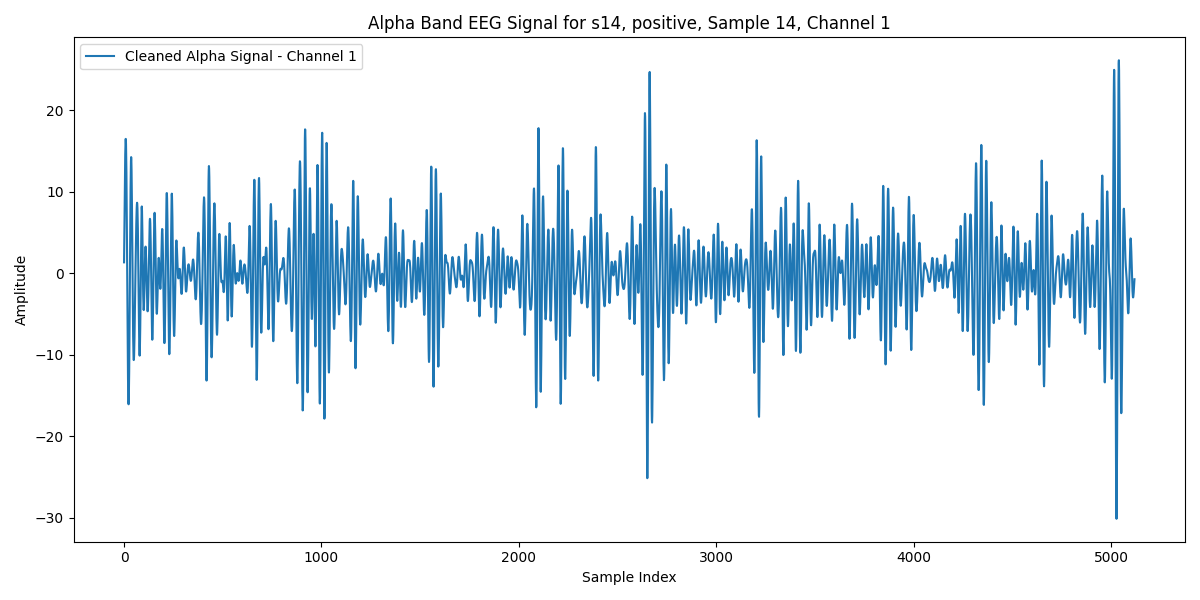 Alpha Band EEG Signal for s14, positive, Sample 14, Channel 1
Cleaned Alpha Signal - Channel 1
Amplitude
20
10
0
−10
−20
−30
0 1000 2000 3000 4000 5000
Sample Index